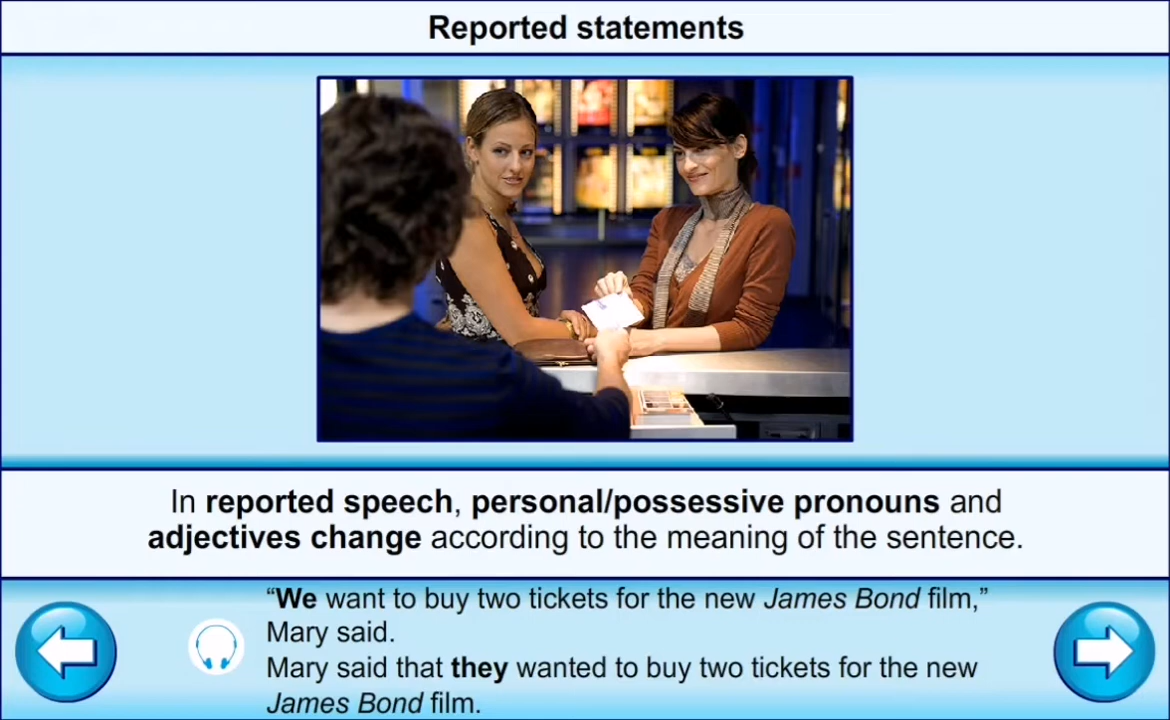 Reported statements
In reported speech, personal/possessive pronouns and
adjectives change according to the meaning of the sentence.
“We want to buy two tickets for the new James Bond film,”
Mary said.
Mary said that they wanted to buy two tickets for the new
James Bond film.